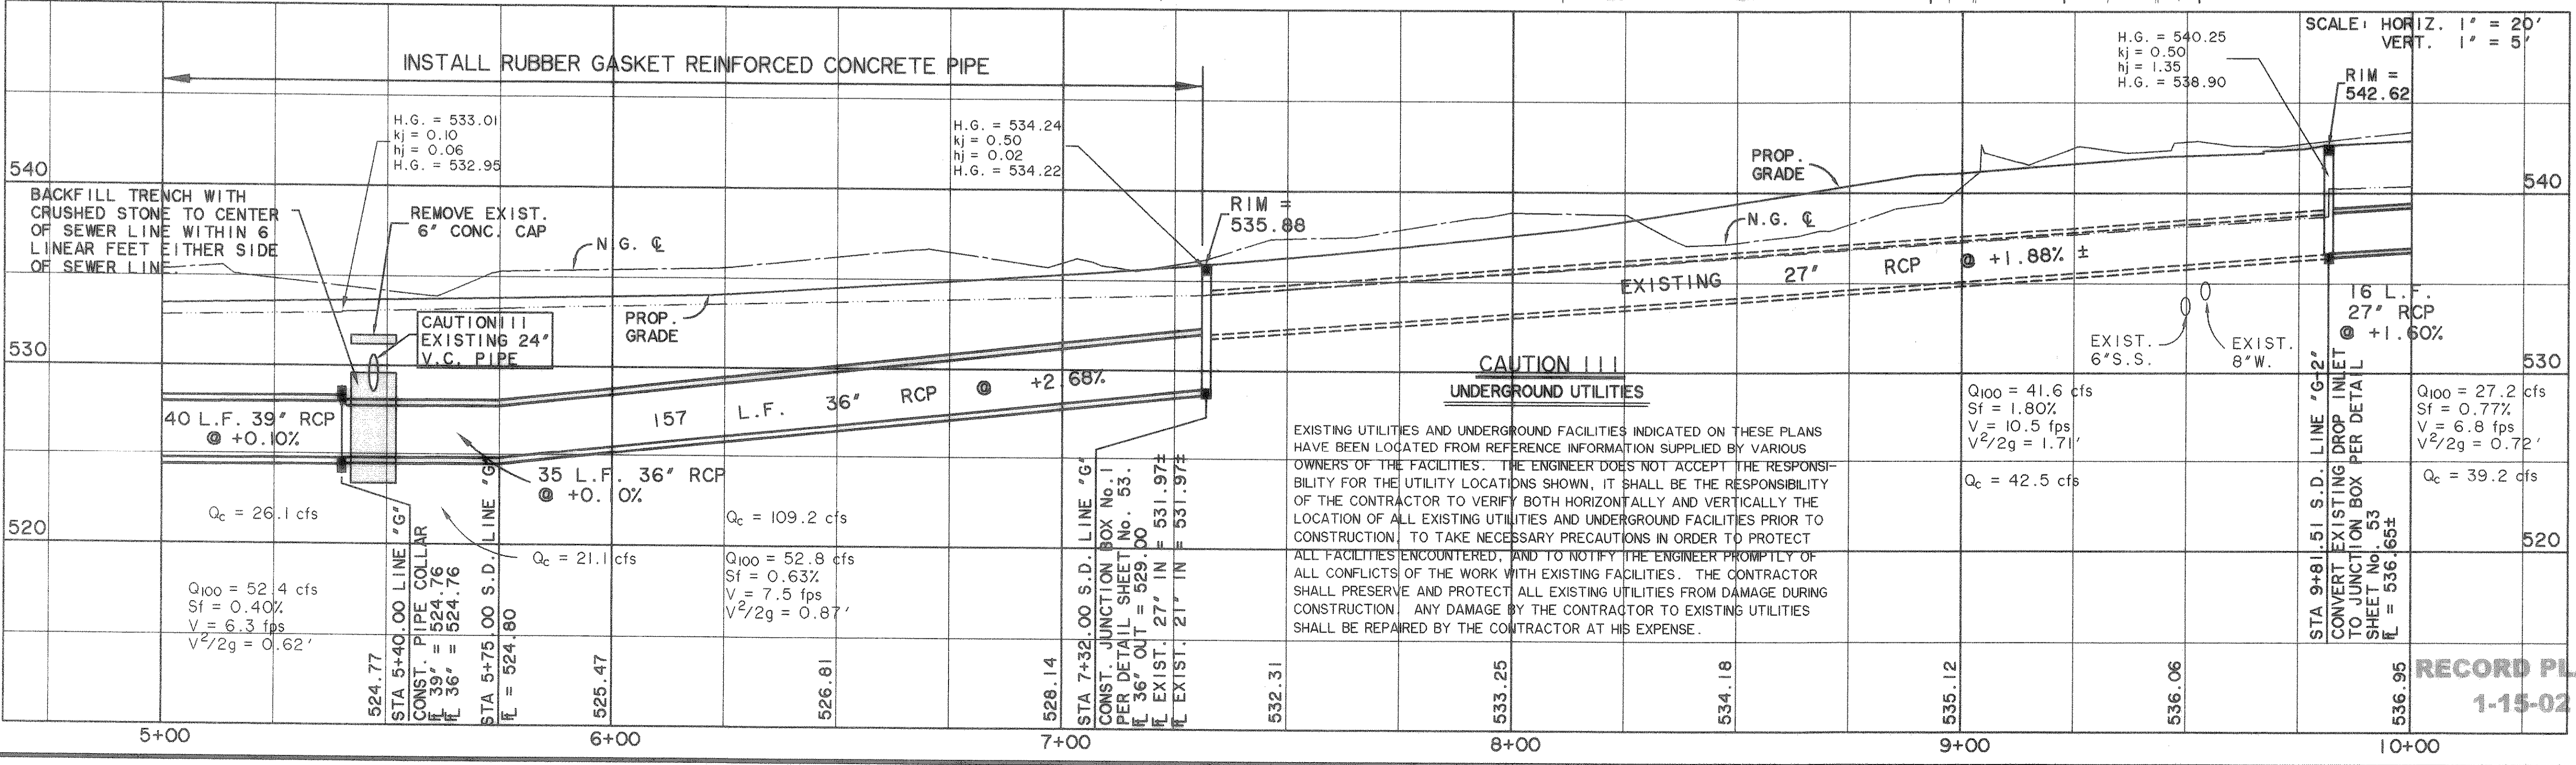 SCALE: HORIZ. 1" = 20'
VERT. 1" = 5'
INSTALL RUBBER GASKET REINFORCED CONCRETE PIPE
H.G. = 533.01
kj = 0.10
hj = 0.06
H.G. = 532.95
H.G. = 534.24
kj = 0.50
hj = 0.02
H.G. = 534.22
H.G. = 540.25
kj = 0.50
hj = 1.35
H.G. = 538.90
RIM =
542.62
540
540
BACKFILL TRENCH WITH
CRUSHED STONE TO CENTER
OF SEWER LINE WITHIN 6
LINEAR FEET EITHER SIDE
OF SEWER LINE.
REMOVE EXIST.
6" CONC. CAP
N.G. ℄
RIM =
535.88
PROP.
GRADE
N.G. ℄
CAUTION!!!
EXISTING 24"
V.C. PIPE
PROP.
GRADE
EXISTING 27" RCP @ +1.88% ±
16 L.F.
27" RCP
@ +1.60%
EXIST.
6"S.S.
EXIST.
8"W.
530
530
40 L.F. 39" RCP
@ +0.10%
157 L.F. 36" RCP @ +2.68%
35 L.F. 36" RCP
@ +0.10%
CAUTION !!!
UNDERGROUND UTILITIES
EXISTING UTILITIES AND UNDERGROUND FACILITIES INDICATED ON THESE PLANS
HAVE BEEN LOCATED FROM REFERENCE INFORMATION SUPPLIED BY VARIOUS
OWNERS OF THE FACILITIES. THE ENGINEER DOES NOT ACCEPT THE RESPONSI-
BILITY FOR THE UTILITY LOCATIONS SHOWN, IT SHALL BE THE RESPONSIBILITY
OF THE CONTRACTOR TO VERIFY BOTH HORIZONTALLY AND VERTICALLY THE
LOCATION OF ALL EXISTING UTILITIES AND UNDERGROUND FACILITIES PRIOR TO
CONSTRUCTION, TO TAKE NECESSARY PRECAUTIONS IN ORDER TO PROTECT
ALL FACILITIES ENCOUNTERED, AND TO NOTIFY THE ENGINEER PROMPTLY OF
ALL CONFLICTS OF THE WORK WITH EXISTING FACILITIES. THE CONTRACTOR
SHALL PRESERVE AND PROTECT ALL EXISTING UTILITIES FROM DAMAGE DURING
CONSTRUCTION. ANY DAMAGE BY THE CONTRACTOR TO EXISTING UTILITIES
SHALL BE REPAIRED BY THE CONTRACTOR AT HIS EXPENSE.
Q100 = 41.6 cfs
Sf = 1.80%
V = 10.5 fps
V²/2g = 1.71'
Qc = 42.5 cfs
Q100 = 27.2 cfs
Sf = 0.77%
V = 6.8 fps
V²/2g = 0.72'
Qc = 39.2 cfs
520
520
Qc = 26.1 cfs
Q100 = 52.4 cfs
Sf = 0.40%
V = 6.3 fps
V²/2g = 0.62'
Qc = 21.1 cfs
Qc = 109.2 cfs
Q100 = 52.8 cfs
Sf = 0.63%
V = 7.5 fps
V²/2g = 0.87'
524.77
STA 5+40.00 LINE "G"
CONST. PIPE COLLAR
FL 39" = 524.76
FL 36" = 524.76
STA 5+75.00 S.D. LINE "G"
FL = 524.80
525.47
526.81
528.14
STA 7+32.00 S.D. LINE "G"
CONST. JUNCTION BOX No.1
PER DETAIL SHEET No. 53.
FL 36" OUT = 529.00
FL EXIST. 27" IN = 531.97±
FL EXIST. 21" IN = 531.97±
532.31
533.25
534.18
535.12
536.06
STA 9+81.51 S.D. LINE "G-2"
CONVERT EXISTING DROP INLET
TO JUNCTION BOX PER DETAIL
SHEET No. 53
FL = 536.65±
536.95
RECORD PL
1-15-02
5+00
6+00
7+00
8+00
9+00
10+00